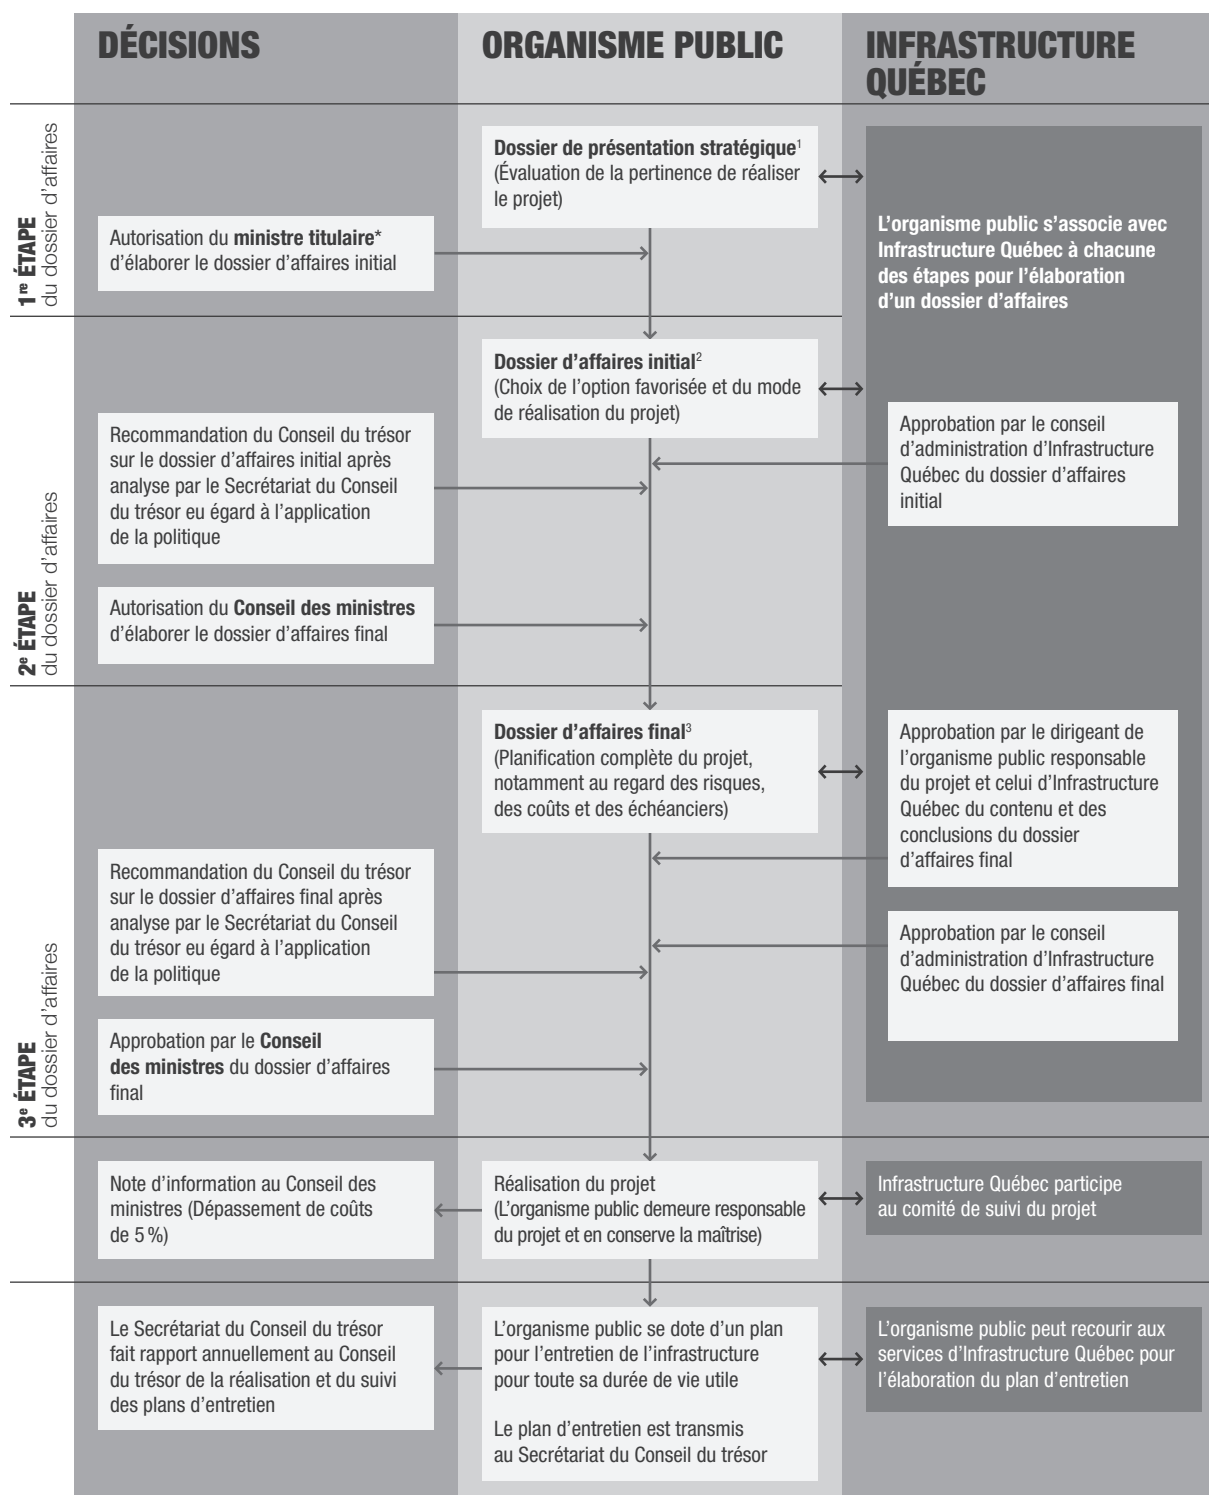 DÉCISIONS
ORGANISME PUBLIC
INFRASTRUCTURE
QUÉBEC
1re ÉTAPE
du dossier d’affaires
Dossier de présentation stratégique1
(Évaluation de la pertinence de réaliser
le projet)
Autorisation du ministre titulaire*
d’élaborer le dossier d’affaires initial
L’organisme public s’associe avec
Infrastructure Québec à chacune
des étapes pour l’élaboration
d’un dossier d’affaires
2e ÉTAPE
du dossier d’affaires
Dossier d’affaires initial2
(Choix de l’option favorisée et du mode
de réalisation du projet)
Approbation par le conseil
d’administration d’Infrastructure
Québec du dossier d’affaires
initial
Recommandation du Conseil du trésor
sur le dossier d’affaires initial après
analyse par le Secrétariat du Conseil
du trésor eu égard à l’application
de la politique
Autorisation du Conseil des ministres
d’élaborer le dossier d’affaires final
3e ÉTAPE
du dossier d’affaires
Dossier d’affaires final3
(Planification complète du projet,
notamment au regard des risques,
des coûts et des échéanciers)
Approbation par le dirigeant de
l’organisme public responsable
du projet et celui d’Infrastructure
Québec du contenu et des
conclusions du dossier
d’affaires final
Recommandation du Conseil du trésor
sur le dossier d’affaires final après
analyse par le Secrétariat du Conseil
du trésor eu égard à l’application
de la politique
Approbation par le conseil
d’administration d’Infrastructure
Québec du dossier d’affaires final
Approbation par le Conseil
des ministres du dossier d’affaires
final
Note d’information au Conseil des
ministres (Dépassement de coûts
de 5 %)
Réalisation du projet
(L’organisme public demeure responsable
du projet et en conserve la maîtrise)
Infrastructure Québec participe
au comité de suivi du projet
Le Secrétariat du Conseil du trésor
fait rapport annuellement au Conseil
du trésor de la réalisation et du suivi
des plans d’entretien
L’organisme public se dote d’un plan
pour l’entretien de l’infrastructure
pour toute sa durée de vie utile
Le plan d’entretien est transmis
au Secrétariat du Conseil du trésor
L’organisme public peut recourir aux
services d’Infrastructure Québec pour
l’élaboration du plan d’entretien